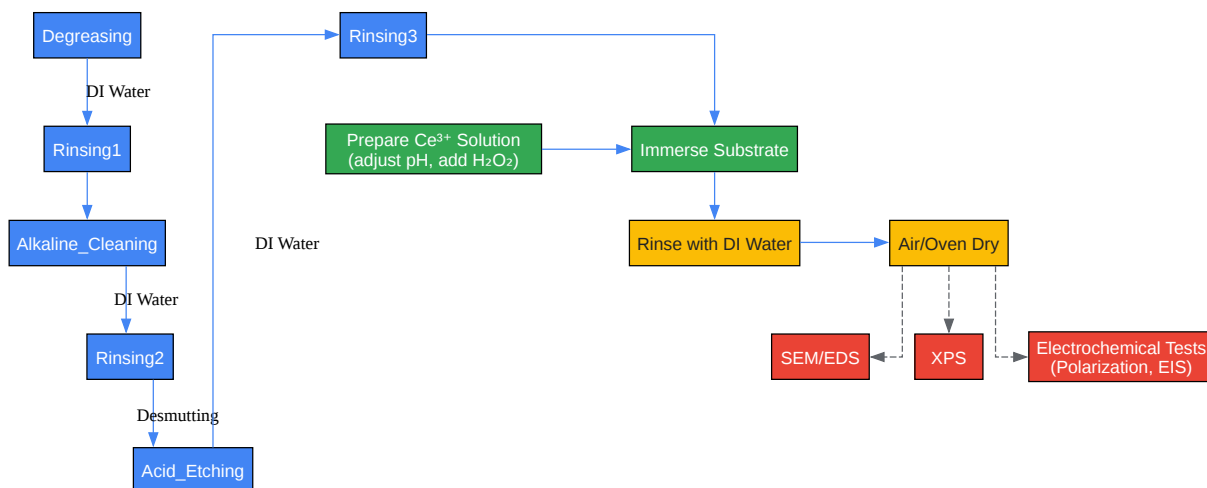 Degreasing
DI Water
Rinsing1
Alkaline_Cleaning
DI Water
Rinsing2
Desmutting
Acid_Etching
DI Water
Rinsing3
Prepare Ce³⁺ Solution
(adjust pH, add H₂O₂)
Immerse Substrate
Rinse with DI Water
Air/Oven Dry
SEM/EDS
XPS
Electrochemical Tests
(Polarization, EIS)